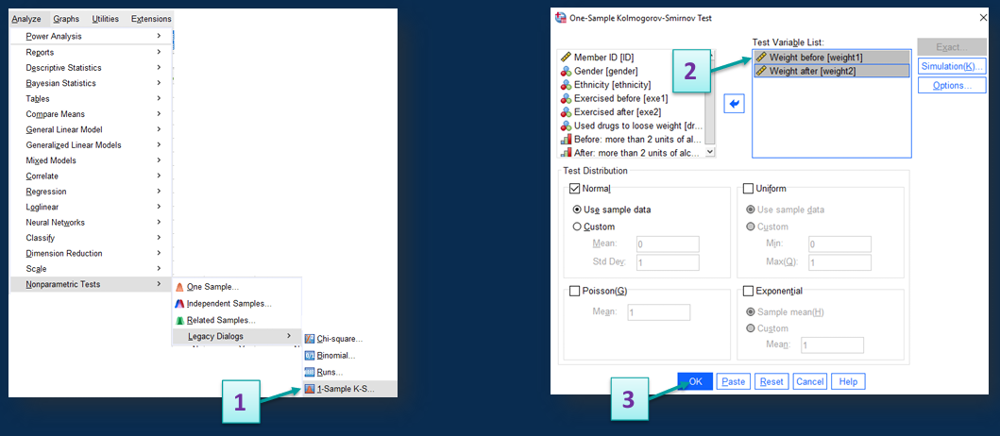 Analyze Graphs Utilities Extensions
Power Analysis
Reports
Descriptive Statistics
Bayesian Statistics
Tables
Compare Means
General Linear Model
Generalized Linear Models
Mixed Models
Correlate
Regression
Loglinear
Neural Networks
Classify
Dimension Reduction
Scale
Nonparametric Tests
One Sample...
Independent Samples...
Related Samples...
Legacy Dialogs
Chi-square...
Binomial...
Runs...
1-Sample K-S...
1
One-Sample Kolmogorov-Smirnov Test
Member ID [ID]
Gender [gender]
Ethnicity [ethnicity]
Exercised before [exe1]
Exercised after [exe2]
Used drugs to loose weight [dr...
Before: more than 2 units of al...
After: more than 2 units of alc...
2
Test Variable List:
Weight before [weight1]
Weight after [weight2]
Exact...
Simulation(K)...
Options...
Test Distribution
Normal
Use sample data
Custom
Mean: 0
Std Dev: 1
Uniform
Use sample data
Custom
Min: 0
Max(Q): 1
Poisson(G)
Mean: 1
Exponential
Sample mean(H)
Custom
Mean: 1
3
OK Paste Reset Cancel Help